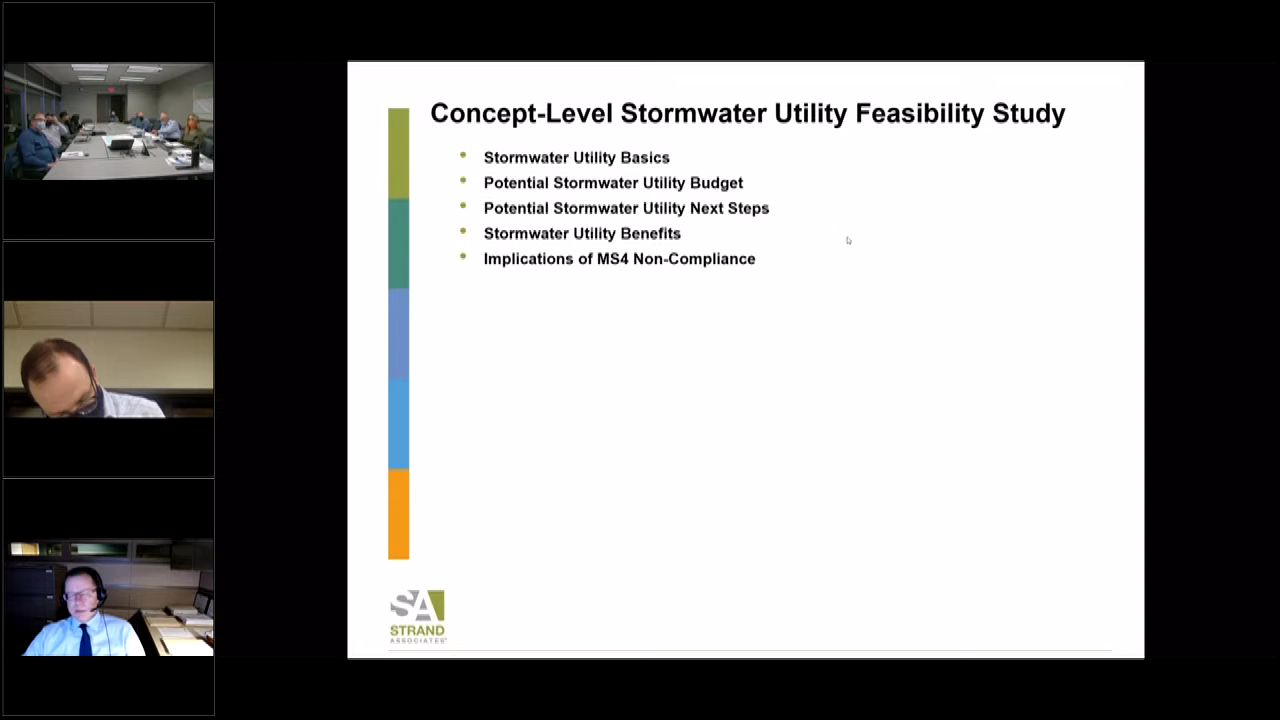 Concept-Level Stormwater Utility Feasibility Study
Stormwater Utility Basics
Potential Stormwater Utility Budget
Potential Stormwater Utility Next Steps
Stormwater Utility Benefits
Implications of MS4 Non-Compliance
SA
STRAND
ASSOCIATES